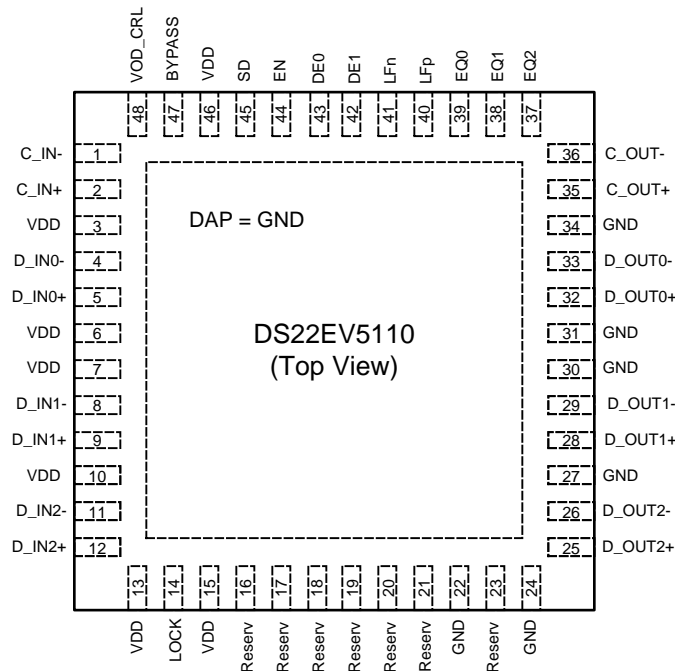 VOD_CRL
BYPASS
VDD
SD
EN
DE0
DE1
LFn
LFp
EQ0
EQ1
EQ2
48
47
46
45
44
43
42
41
40
39
38
37
C_IN- 1
C_IN+ 2
VDD 3
D_IN0- 4
D_IN0+ 5
VDD 6
VDD 7
D_IN1- 8
D_IN1+ 9
VDD 10
D_IN2- 11
D_IN2+ 12
DAP = GND
DS22EV5110
(Top View)
36 C_OUT-
35 C_OUT+
34 GND
33 D_OUT0-
32 D_OUT0+
31 GND
30 GND
29 D_OUT1-
28 D_OUT1+
27 GND
26 D_OUT2-
25 D_OUT2+
13
14
15
16
17
18
19
20
21
22
23
24
VDD
LOCK
VDD
Reserv
Reserv
Reserv
Reserv
Reserv
Reserv
GND
Reserv
GND